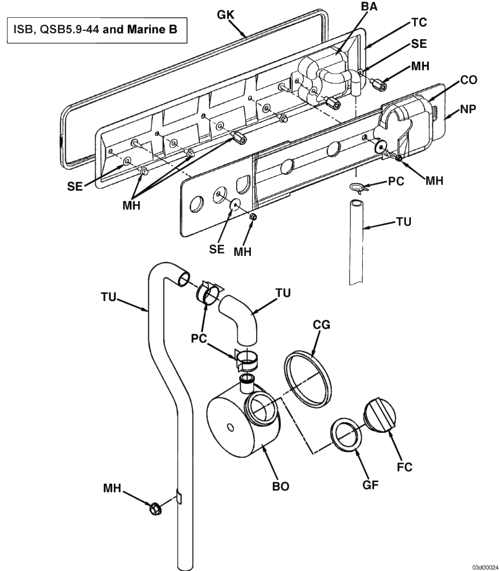 ISB, QSB5.9-44 and Marine B
GK
BA
TC
SE
MH
CO
NP
SE
MH
MH
PC
SE
MH
TU
TU
TU
PC
CG
FC
GF
BO
MH
03d00024